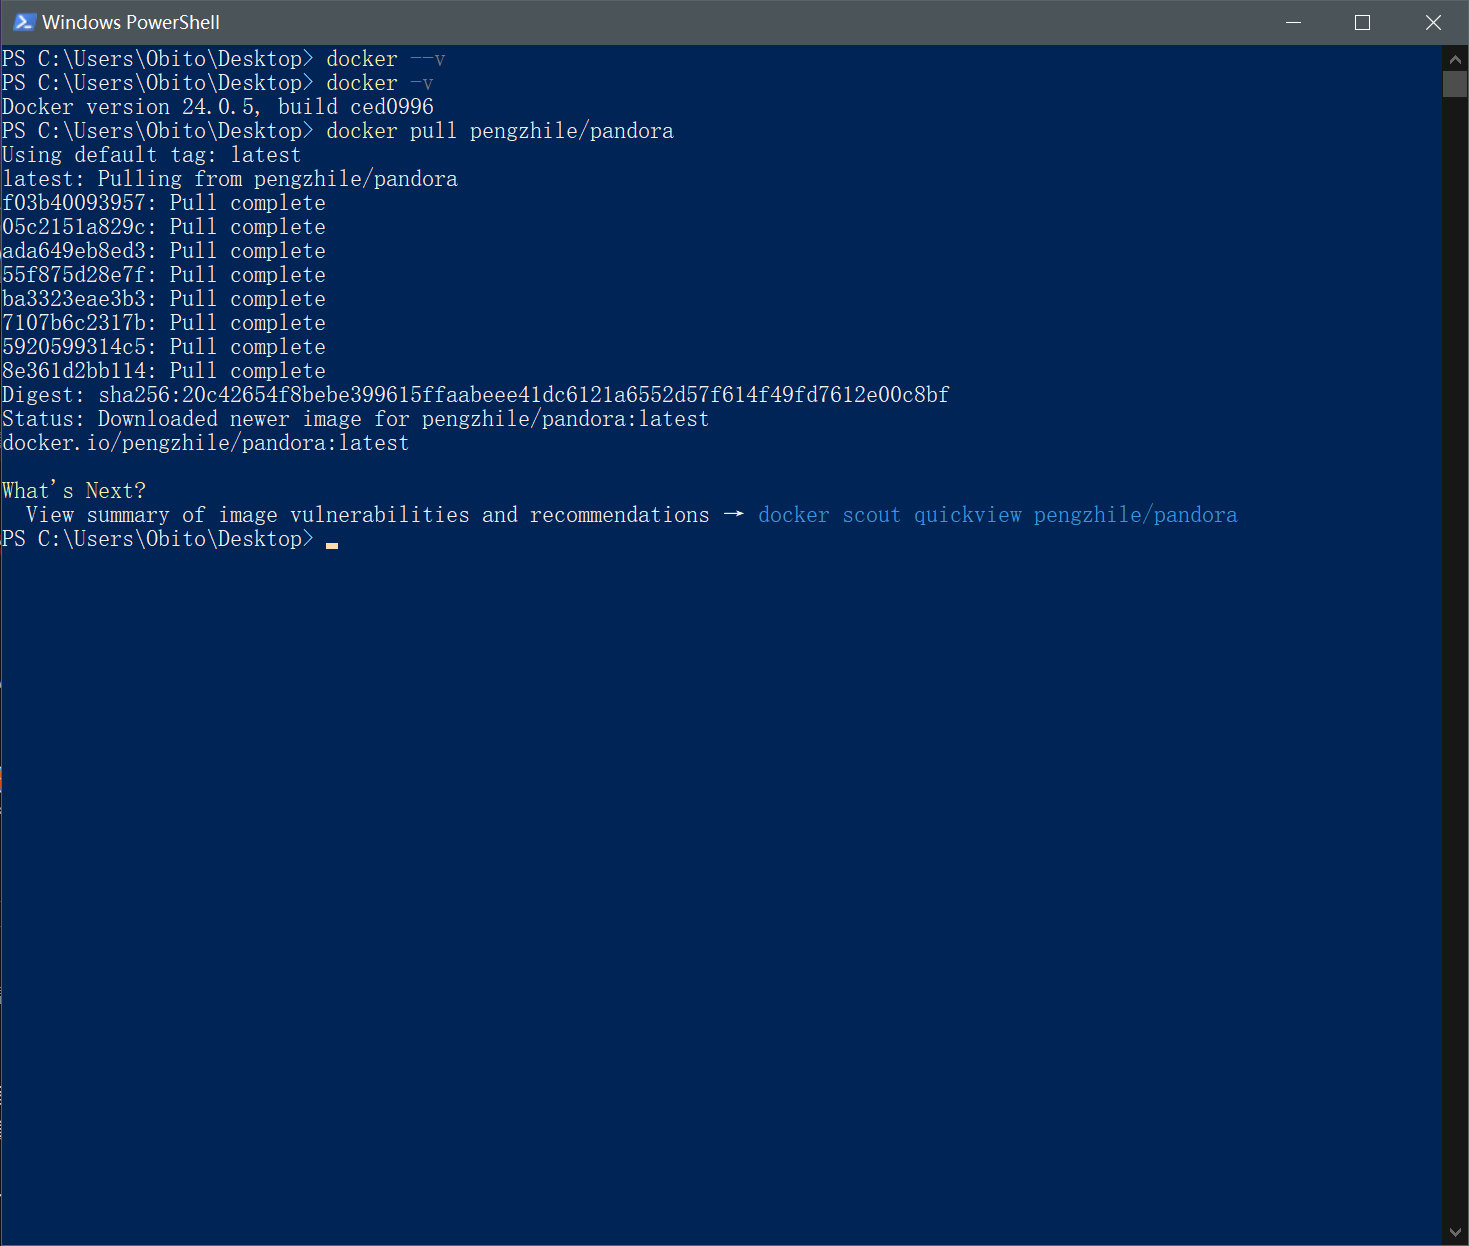 Windows PowerShell
PS C:\Users\Obito\Desktop> docker --v
PS C:\Users\Obito\Desktop> docker -v
Docker version 24.0.5, build ced0996
PS C:\Users\Obito\Desktop> docker pull pengzhile/pandora
Using default tag: latest
latest: Pulling from pengzhile/pandora
f03b40093957: Pull complete
05c2151a829c: Pull complete
ada649eb8ed3: Pull complete
55f875d28e7f: Pull complete
ba3323eae3b3: Pull complete
7107b6c2317b: Pull complete
5920599314c5: Pull complete
8e361d2bb114: Pull complete
Digest: sha256:20c42654f8bebe399615ffaabeee41dc6121a6552d57f614f49fd7612e00c8bf
Status: Downloaded newer image for pengzhile/pandora:latest
docker.io/pengzhile/pandora:latest
What's Next?
View summary of image vulnerabilities and recommendations → docker scout quickview pengzhile/pandora
PS C:\Users\Obito\Desktop>